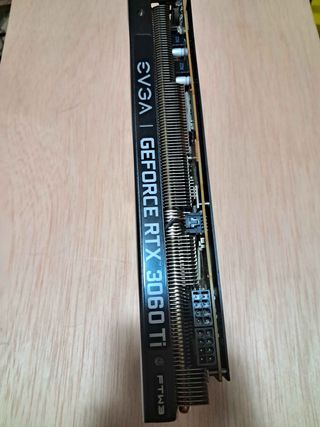 EVGA | GEFORCE RTX 3060 Ti FTW3